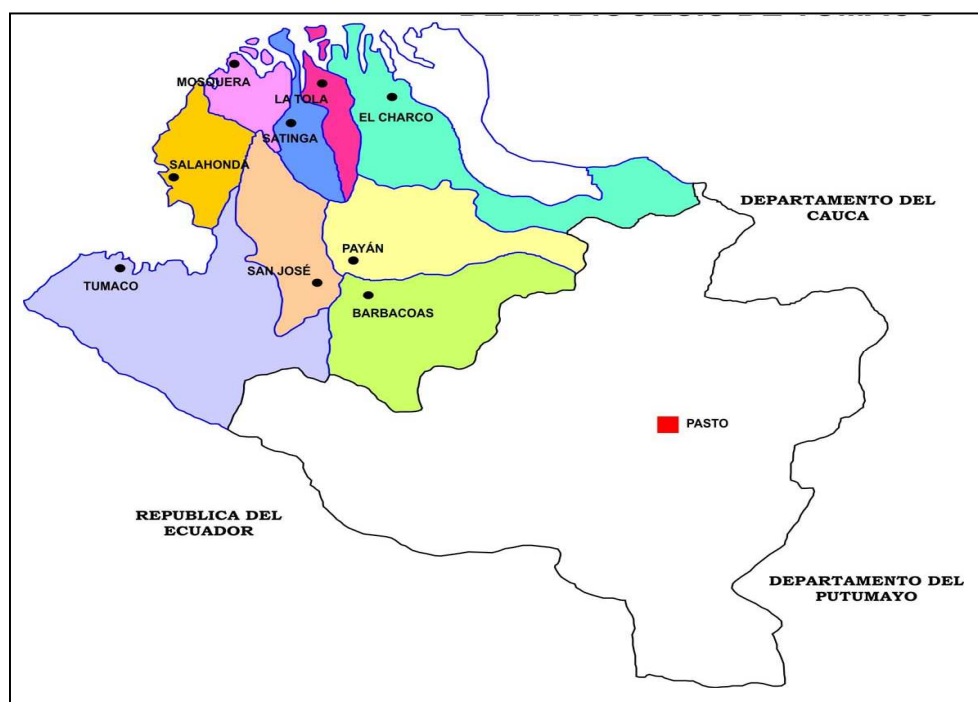 MOSQUERA
LA TOLA
EL CHARCO
SATINGA
SALAHONDA
DEPARTAMENTO DEL
CAUCA
PAYÁN
SAN JOSÉ
TUMACO
BARBACOAS
PASTO
REPUBLICA DEL
ECUADOR
DEPARTAMENTO DEL
PUTUMAYO